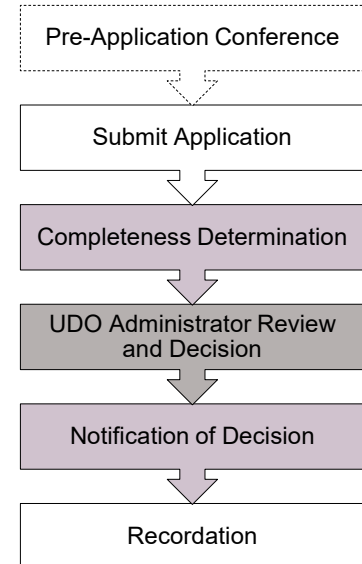 Pre-Application Conference
Submit Application
Completeness Determination
UDO Administrator Review
and Decision
Notification of Decision
Recordation